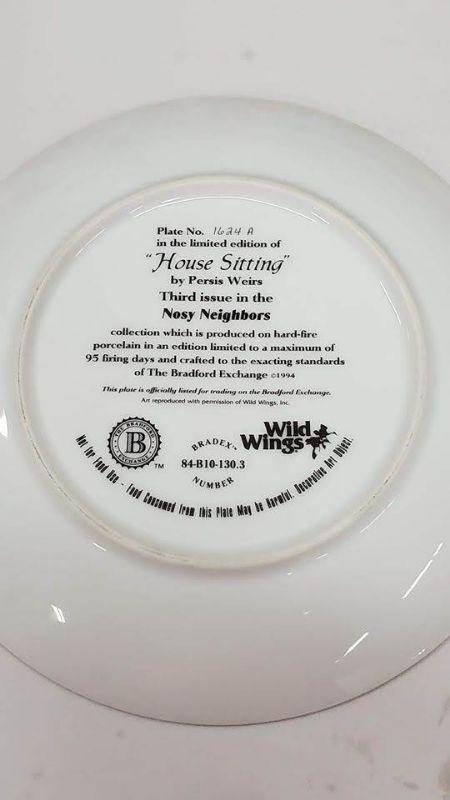 Plate No. 1624 A
in the limited edition of
"House Sitting"
by Persis Weirs
Third issue in the
Nosy Neighbors
collection which is produced on hard-fire
porcelain in an edition limited to a maximum of
95 firing days and crafted to the exacting standards
of The Bradford Exchange ©1994
This plate is officially listed for trading on the Bradford Exchange.
Art reproduced with permission of Wild Wings, Inc.
THE BRADFORD EXCHANGE
B
TM
BRADEX™
84-B10-130.3
NUMBER
Wild
Wings
Not For Food Use - Food Consumed from this Plate May be Harmful. Decorative Art Object.